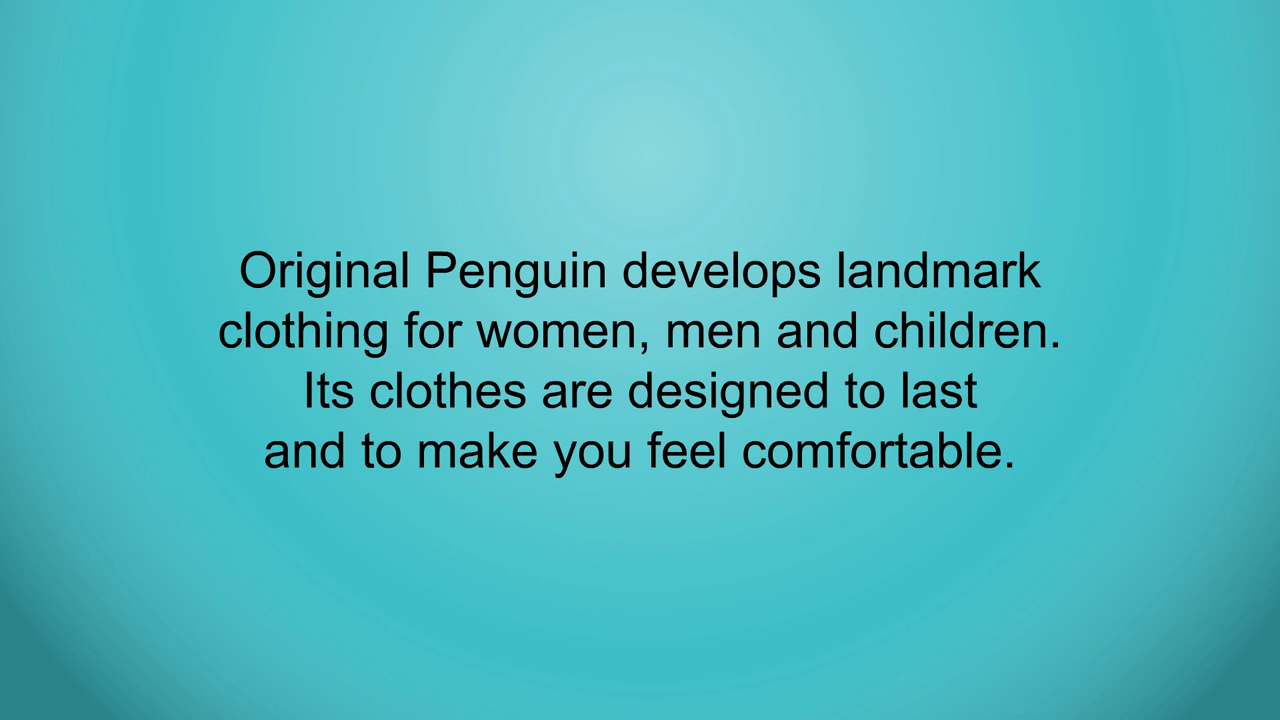 Original Penguin develops landmark
clothing for women, men and children.
Its clothes are designed to last
and to make you feel comfortable.